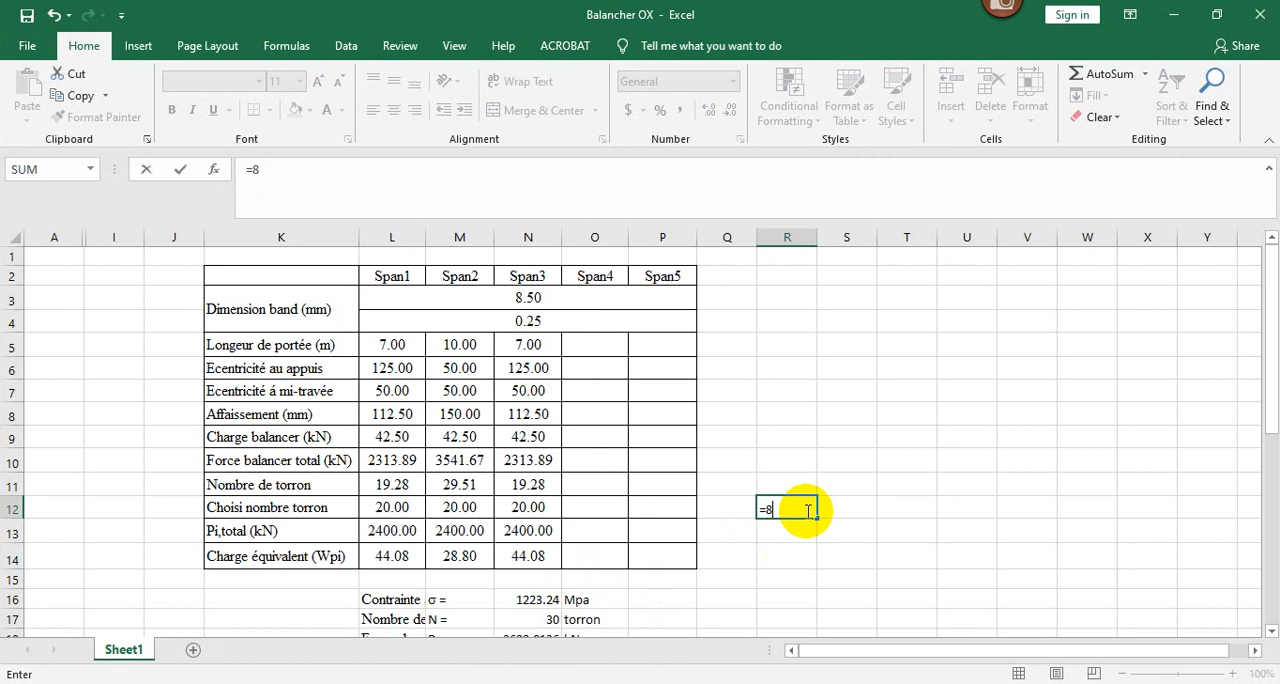 Balancher OX - Excel
Sign in
File Home Insert Page Layout Formulas Data Review View Help ACROBAT Tell me what you want to do Share
Paste Cut Copy Format Painter Clipboard
11 B I U A Font
Wrap Text Merge & Center Alignment
General $ % , Number
Conditional Formatting Format as Table Cell Styles Styles
Insert Delete Format Cells
AutoSum Fill Clear Sort & Filter Find & Select Editing
SUM fx =8
A I J K L M N O P Q R S T U V W X Y
1
2 Span1 Span2 Span3 Span4 Span5
3 Dimension band (mm) 8.50
4 0.25
5 Longeur de portée (m) 7.00 10.00 7.00
6 Ecentricité au appuis 125.00 50.00 125.00
7 Ecentricité á mi-travée 50.00 50.00 50.00
8 Affaissement (mm) 112.50 150.00 112.50
9 Charge balancer (kN) 42.50 42.50 42.50
10 Force balancer total (kN) 2313.89 3541.67 2313.89
11 Nombre de torron 19.28 29.51 19.28
12 Choisi nombre torron 20.00 20.00 20.00 =8
13 Pi,total (kN) 2400.00 2400.00 2400.00
14 Charge équivalent (Wpi) 44.08 28.80 44.08
15
16 Contrainte σ = 1223.24 Mpa
17 Nombre de N = 30 torron
Sheet1
Enter 100%